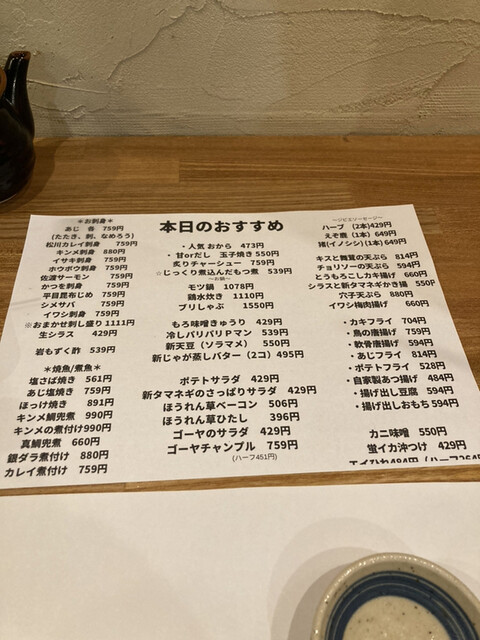 本日のおすすめ
＊お刺身＊
あじ 各 759円
(たたき、刺、なめろう)
松川カレイ刺身 759円
キンメ刺身 880円
イサキ刺身 759円
ホウボウ刺身 759円
佐渡サーモン 759円
かつを刺身 759円
平目昆布じめ 759円
シメサバ 759円
イワシ刺身 759円
※おまかせ刺し盛り 1111円
生シラス 429円
岩もずく酢 539円
＊焼魚/煮魚＊
塩さば焼き 561円
あじ塩焼き 759円
ほっけ焼き 891円
キンメ鯛兜煮 990円
キンメの煮付け990円
真鯛兜煮 660円
銀ダラ煮付け 880円
カレイ煮付け 759円
・人気 おから 473円
・甘orだし 玉子焼き 550円
炙りチャーシュー 759円
☆じっくり煮込んだもつ煮 539円
〜お鍋〜
モツ鍋 1078円
鶏水炊き 1110円
ブリしゃぶ 1550円
もろ味噌きゅうり 429円
冷しバリバリPマン 539円
新天豆（ソラマメ） 550円
新じゃが蒸しバター（2コ）495円
ポテトサラダ 429円
新タマネギのさっぱりサラダ 429円
ほうれん草ベーコン 506円
ほうれん草ひたし 396円
ゴーヤのサラダ 429円
ゴーヤチャンプル 759円
(ハーフ451円)
〜ジビエソーセージ〜
ハーブ (2本)429円
えぞ鹿 (1本) 649円
猪(イノシシ)(1本) 649円
キスと舞茸の天ぷら 814円
チョリソーの天ぷら 594円
とうもろこしかき揚げ 660円
シラスと新タマネギかき揚 550円
穴子天ぷら 880円
イワシ梅肉揚げ 660円
・カキフライ 704円
・鳥の唐揚げ 759円
・軟骨唐揚げ 594円
・あじフライ 814円
・ポテトフライ 528円
・自家製あつ揚げ 484円
・揚げ出し豆腐 594円
・揚げ出しおもち 594円
カニ味噌 550円
蛍イカ沖つけ 429円
エイひれ484円（ハーフ264円